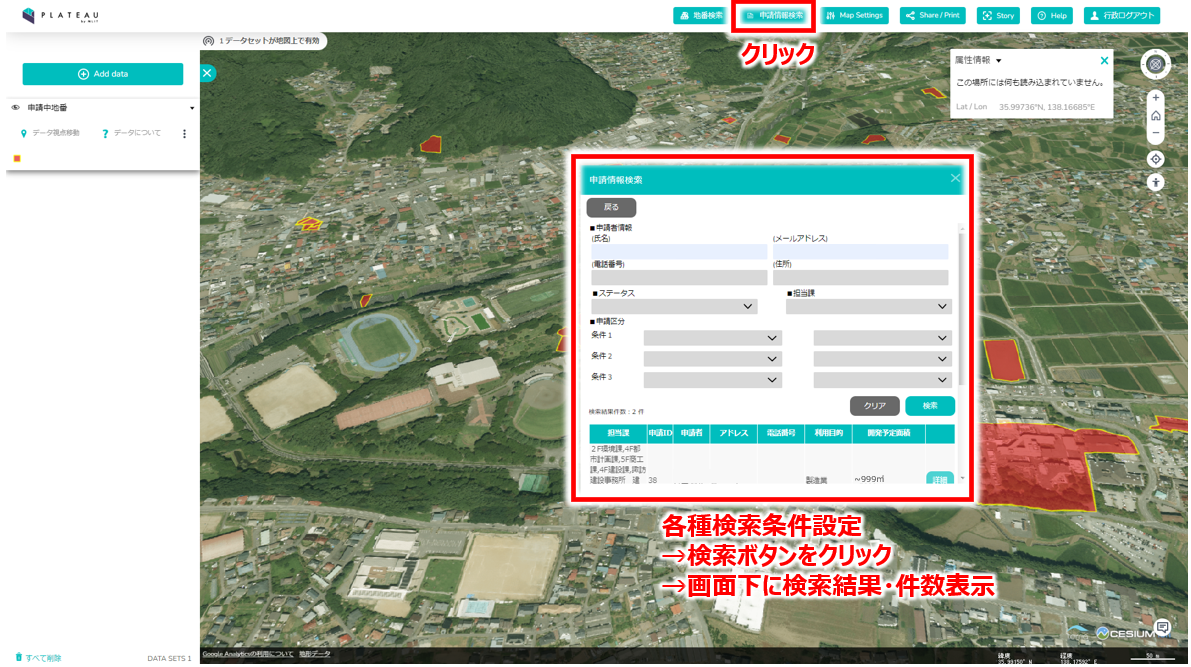 PLATEAU
by MLIT
地番検索
申請情報検索
Map Settings
Share / Print
Story
Help
行政ログアウト
クリック
1 データセットが地図上で有効
Add data
申請中地番
データ視点移動
データについて
属性情報
この場所には何も読み込まれていません。
Lat / Lon 35.99736°N, 138.16685°E
申請情報検索
戻る
■申請者情報
(氏名)
(メールアドレス)
(電話番号)
(住所)
■ステータス
■担当課
■申請区分
条件1
条件2
条件3
クリア
検索
検索結果件数:2 件
担当課 申請ID 申請者 アドレス 電話番号 利用目的 開発予定面積
2F環境課,4F都
市計画課,5F商工
課,4F建設課,諏訪
建設事務所 建 38 製造業 ~999㎡ 詳細
各種検索条件設定
→検索ボタンをクリック
→画面下に検索結果・件数表示
すべて削除
DATA SETS 1
Google Analyticsの利用について 地形データ
CESIUM
緯度
35.99150° N
経度
138.17592° E
50 m